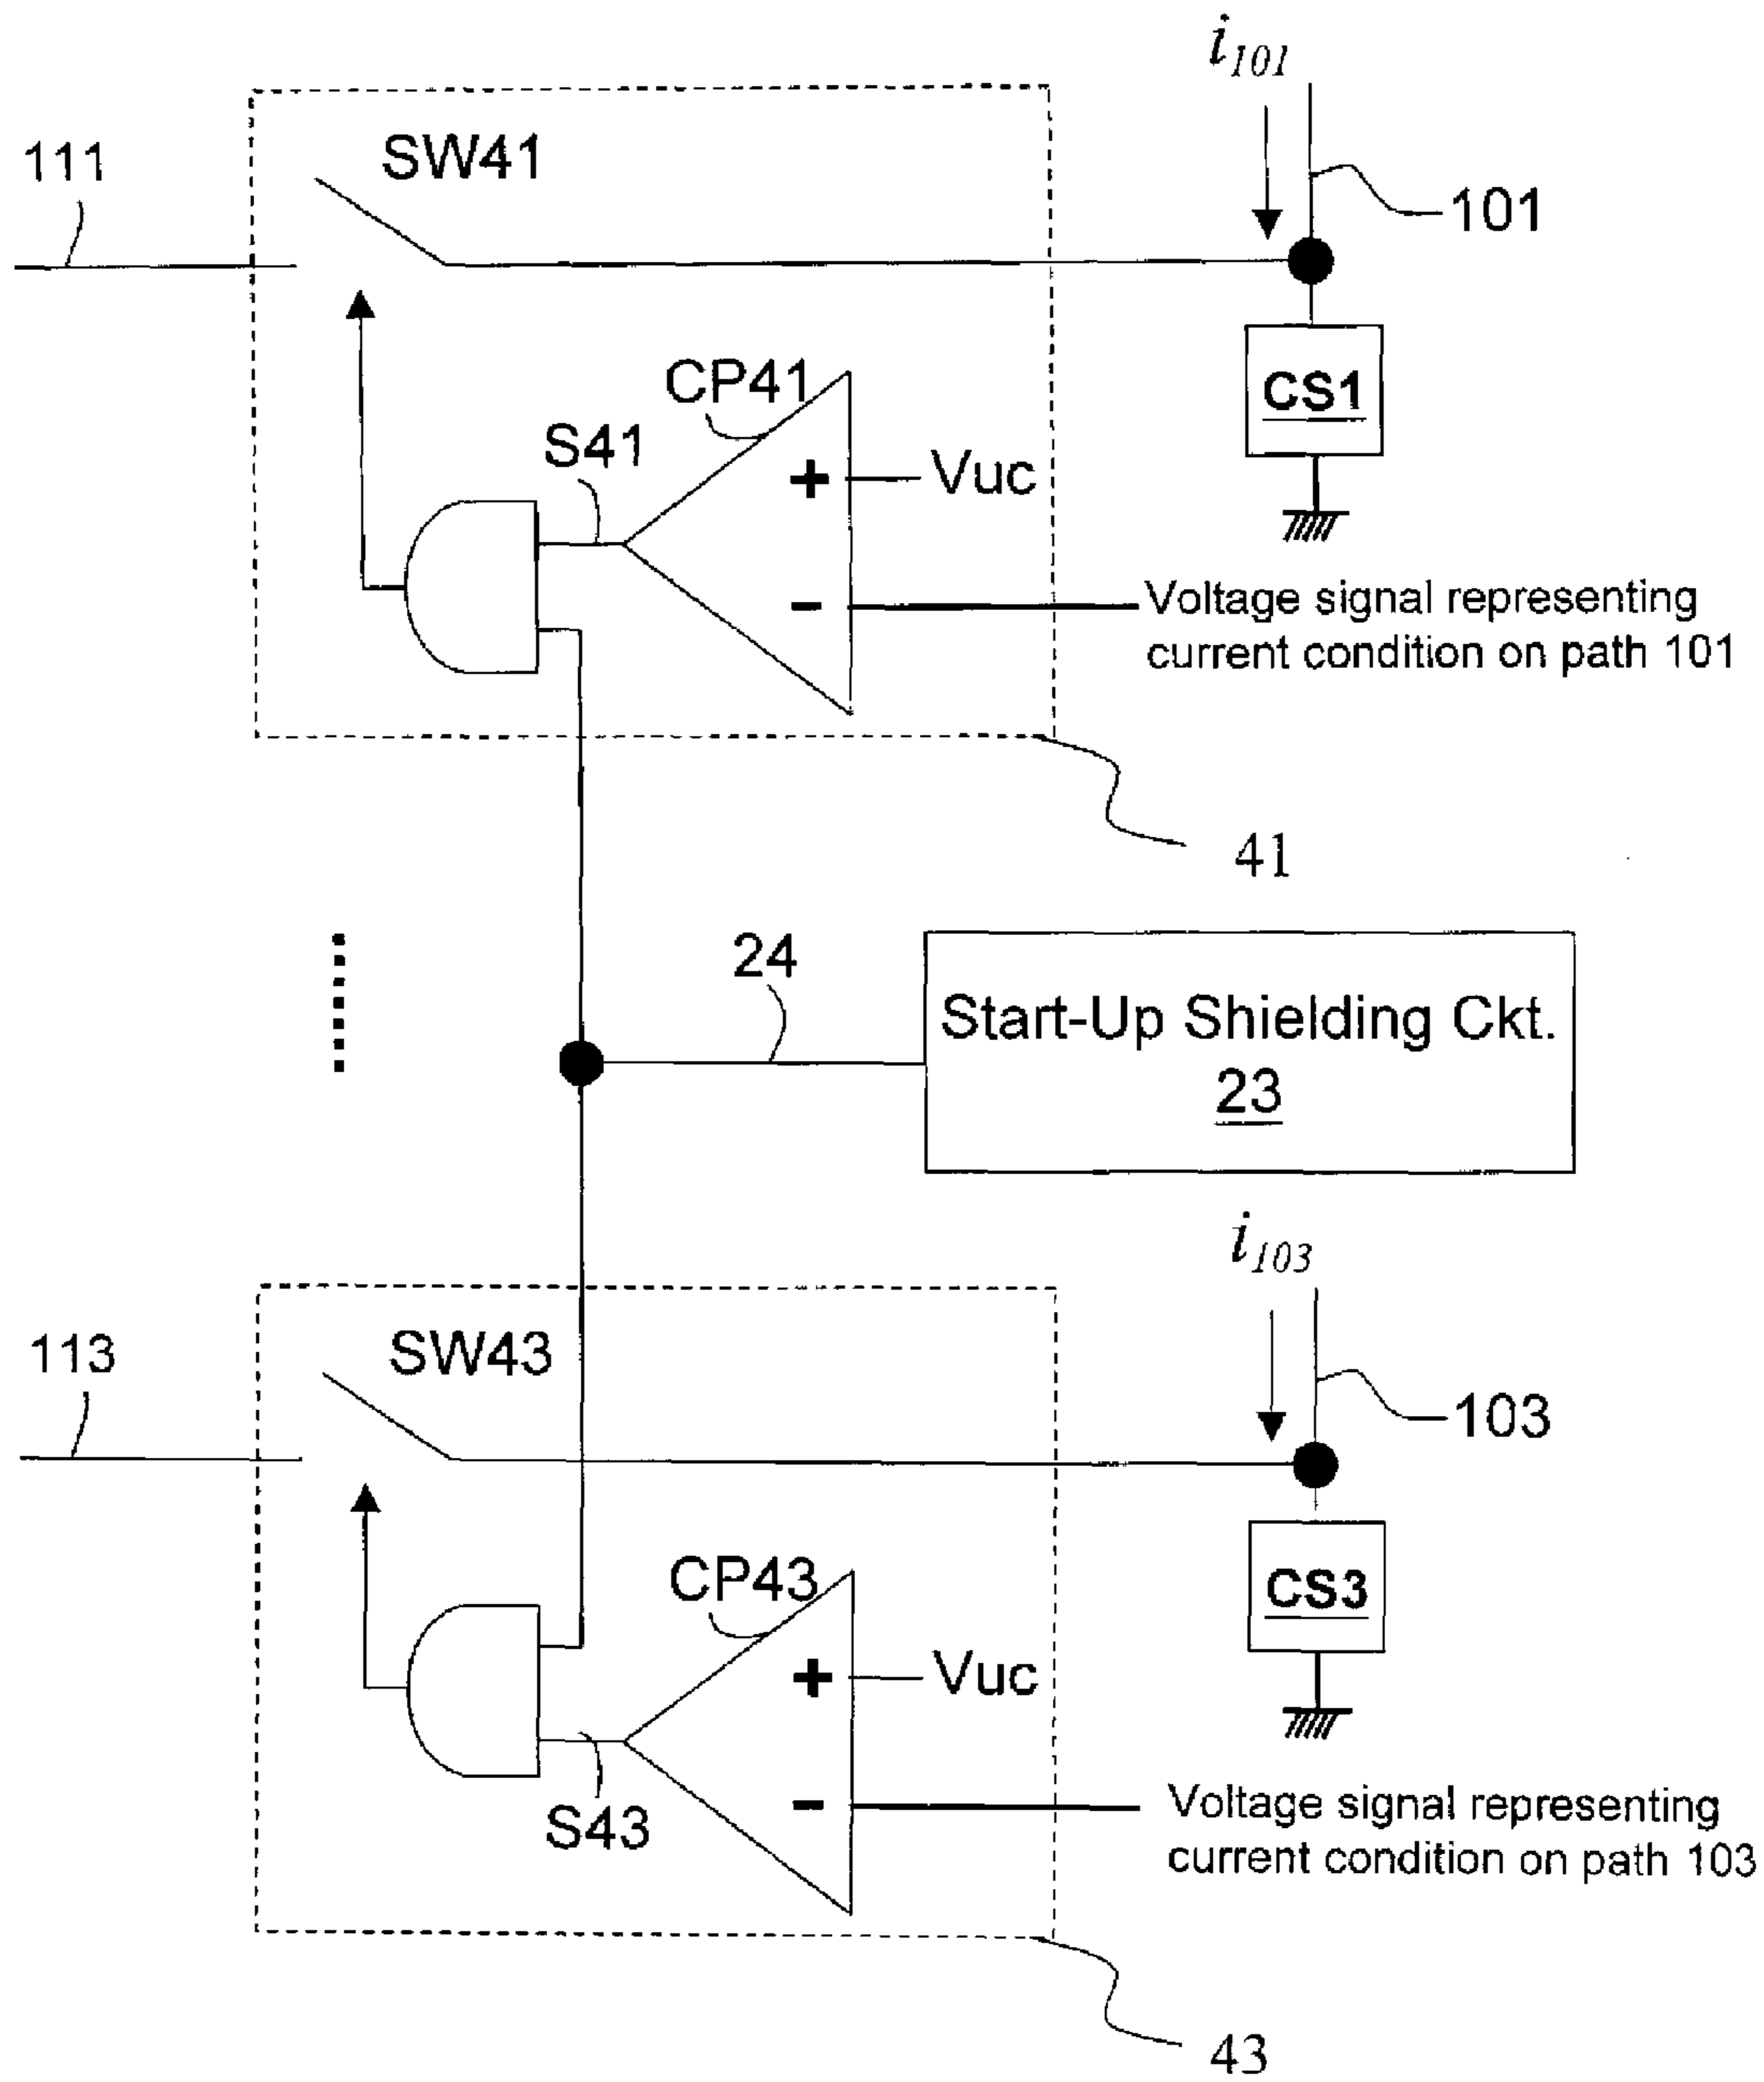 i101
111
SW41
101
CP41
CS1
S41
+
Vuc
-
Voltage signal representing
current condition on path 101
41
24
Start-Up Shielding Ckt.
23
i103
113
SW43
103
CP43
CS3
+
Vuc
S43
-
Voltage signal representing
current condition on path 103
43